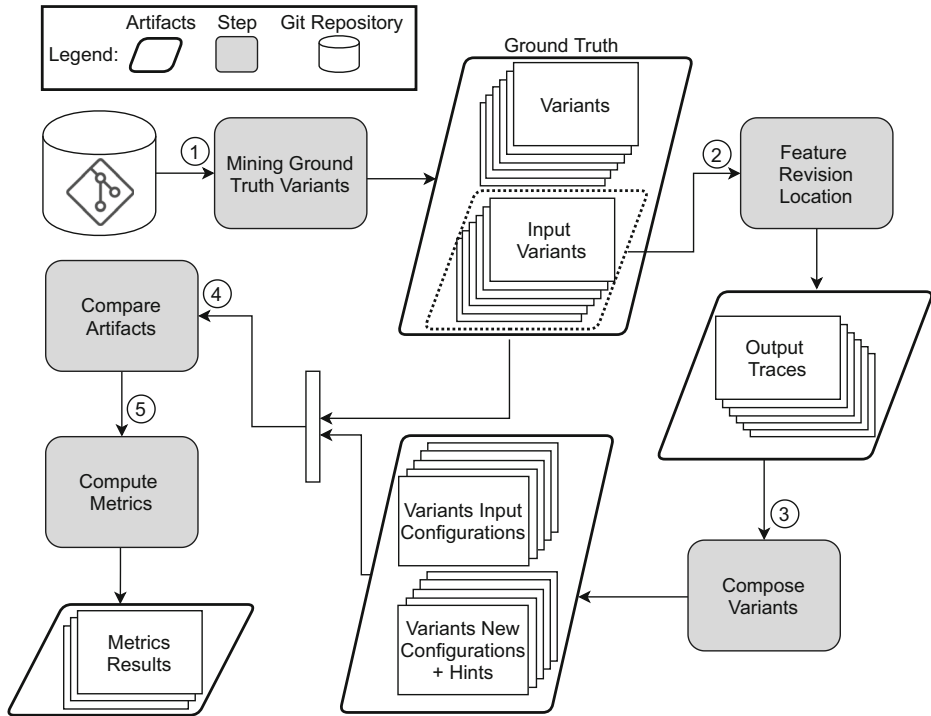 Artifacts Step Git Repository
Legend:
Ground Truth
Variants
Input
Variants
1
Mining Ground
Truth Variants
2
Feature
Revision
Location
Output
Traces
3
Compose
Variants
Variants Input
Configurations
Variants New
Configurations
+ Hints
4
Compare
Artifacts
5
Compute
Metrics
Metrics
Results